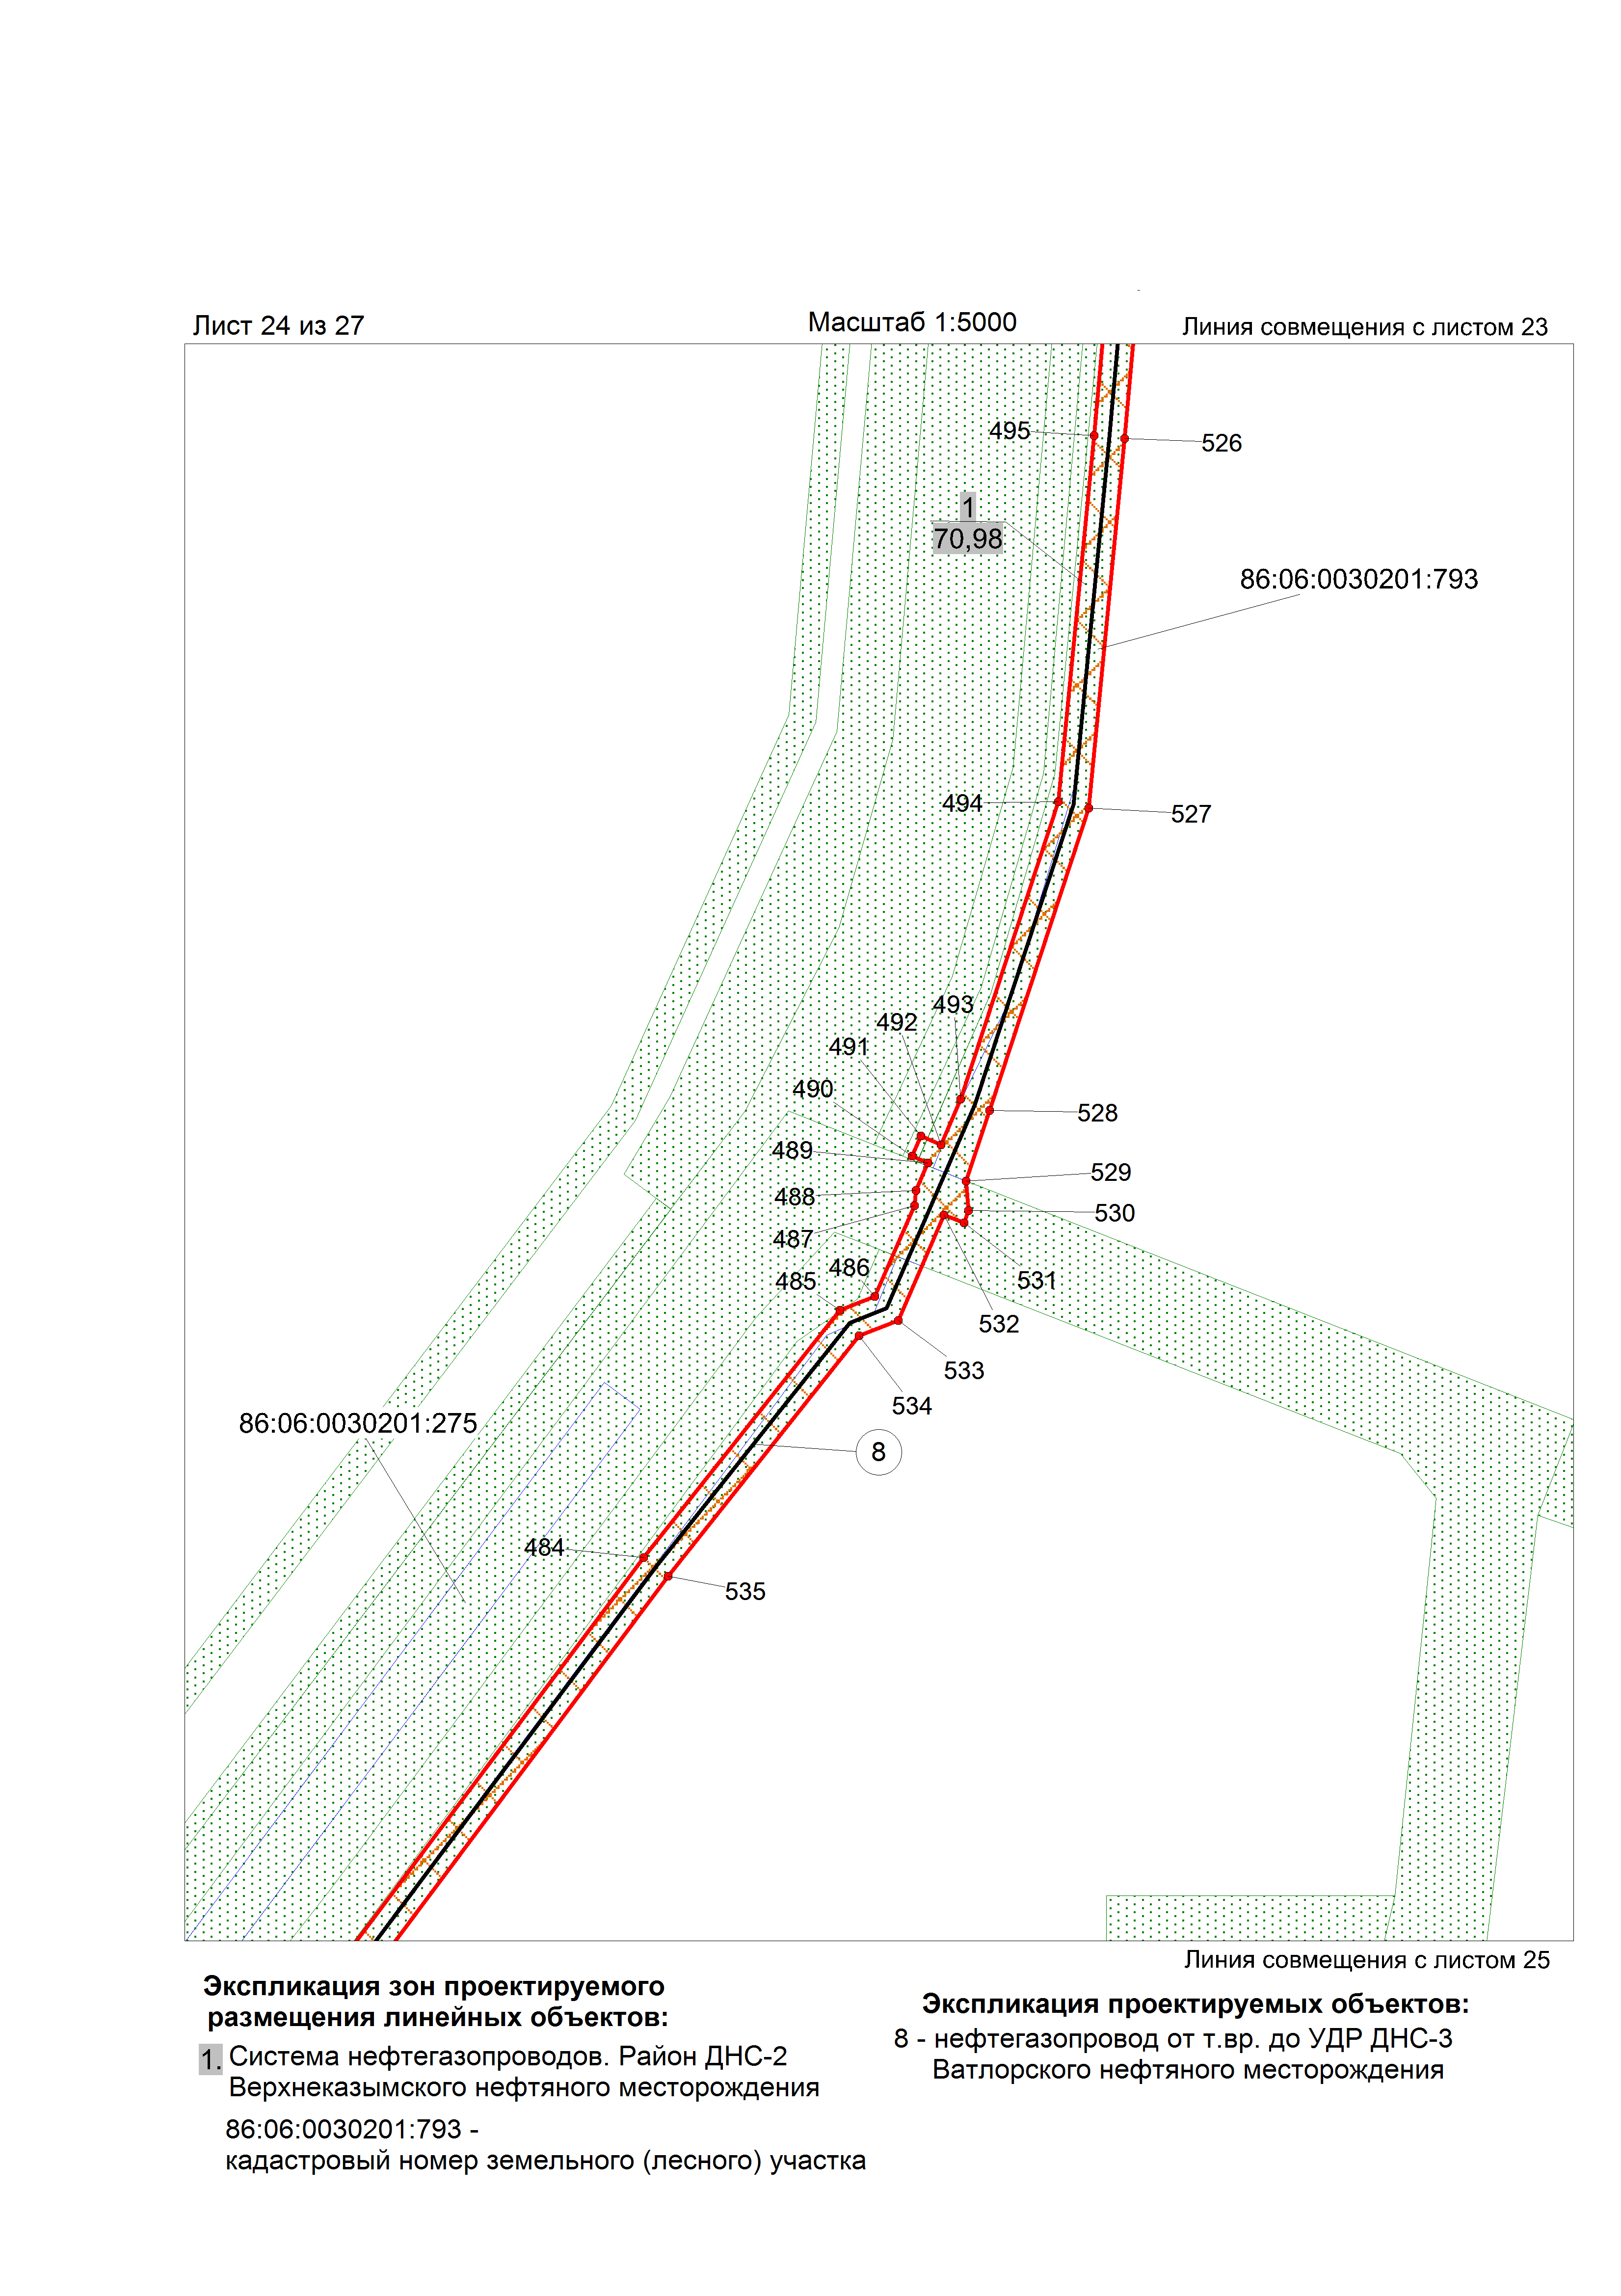 Лист 24 из 27
Масштаб 1:5000
Линия совмещения с листом 23
495
526
1
70,98
86:06:0030201:793
494
527
493
492
491
490
528
489
529
488
530
487
486
485
531
532
533
534
86:06:0030201:275
8
484
535
Линия совмещения с листом 25
Экспликация зон проектируемого
размещения линейных объектов:
1. Система нефтегазопроводов. Район ДНС-2
Верхнеказымского нефтяного месторождения
86:06:0030201:793 -
кадастровый номер земельного (лесного) участка
Экспликация проектируемых объектов:
8 - нефтегазопровод от т.вр. до УДР ДНС-3
Ватлорского нефтяного месторождения